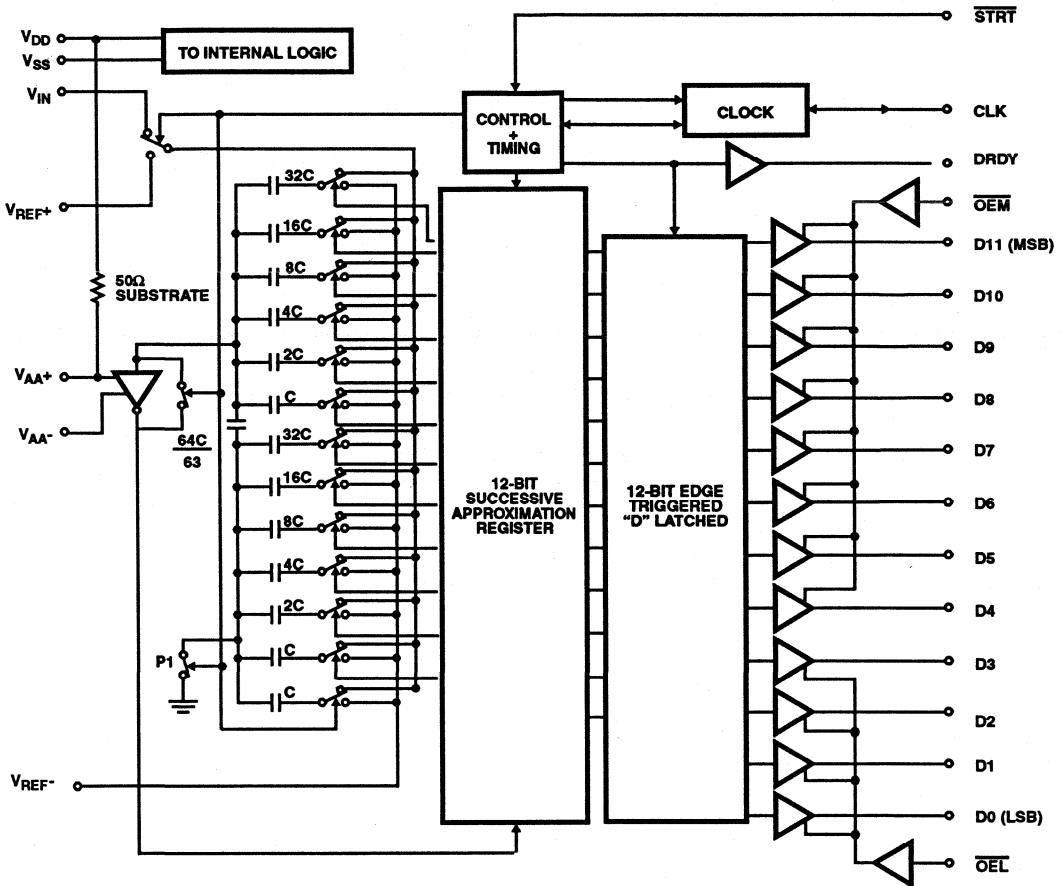 STRT
VDD
VSS
TO INTERNAL LOGIC
VIN
CONTROL
+
TIMING
CLOCK
CLK
DRDY
VREF+
OEM
50Ω
SUBSTRATE
VAA+
VAA-
64C
63
32C
16C
8C
4C
2C
C
32C
16C
8C
4C
2C
C
C
P1
VREF-
12-BIT
SUCCESSIVE
APPROXIMATION
REGISTER
12-BIT EDGE
TRIGGERED
“D” LATCHED
D11 (MSB)
D10
D9
D8
D7
D6
D5
D4
D3
D2
D1
D0 (LSB)
OEL